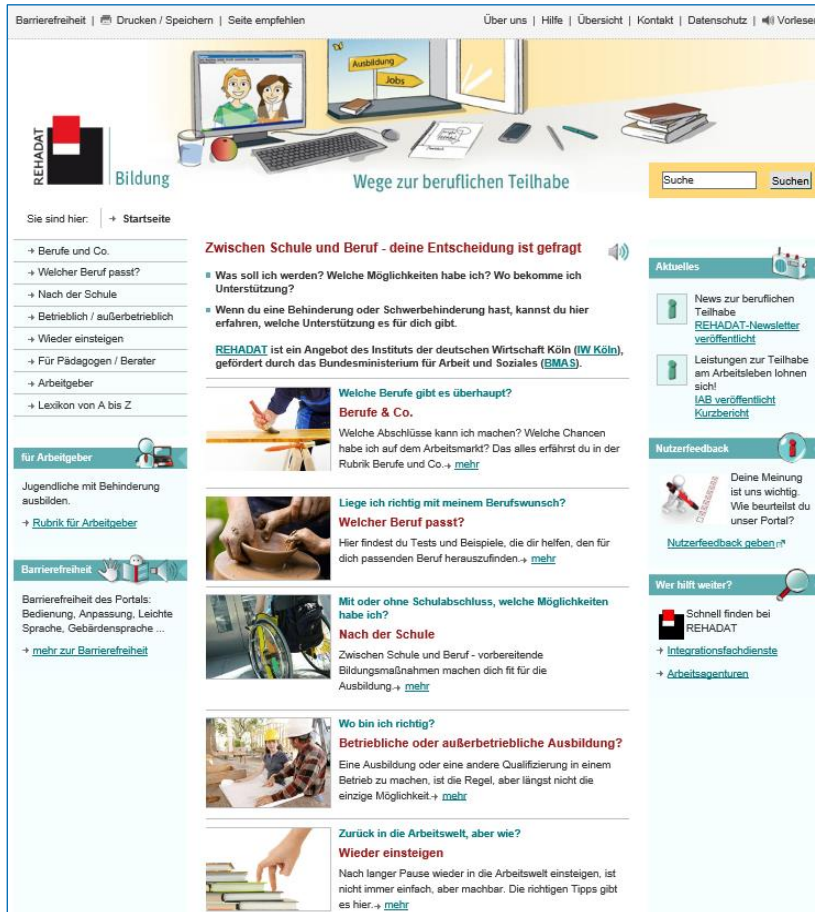 Barrierefreiheit | Drucken / Speichern | Seite empfehlen
Über uns | Hilfe | Übersicht | Kontakt | Datenschutz | Vorlesen
Ausbildung
Jobs
REHADAT
Bildung
Wege zur beruflichen Teilhabe
Suche
Suchen
Sie sind hier:
Startseite
Berufe und Co.
Welcher Beruf passt?
Nach der Schule
Betrieblich / außerbetrieblich
Wieder einsteigen
Für Pädagogen / Berater
Arbeitgeber
Lexikon von A bis Z
für Arbeitgeber
Jugendliche mit Behinderung
ausbilden.
Rubrik für Arbeitgeber
Barrierefreiheit
Barrierefreiheit des Portals:
Bedienung, Anpassung, Leichte
Sprache, Gebärdensprache ...
mehr zur Barrierefreiheit
Zwischen Schule und Beruf - deine Entscheidung ist gefragt
Was soll ich werden? Welche Möglichkeiten habe ich? Wo bekomme ich
Unterstützung?
Wenn du eine Behinderung oder Schwerbehinderung hast, kannst du hier
erfahren, welche Unterstützung es für dich gibt.
REHADAT ist ein Angebot des Instituts der deutschen Wirtschaft Köln (IW Köln),
gefördert durch das Bundesministerium für Arbeit und Soziales (BMAS).
Welche Berufe gibt es überhaupt?
Berufe & Co.
Welche Abschlüsse kann ich machen? Welche Chancen
habe ich auf dem Arbeitsmarkt? Das alles erfährst du in der
Rubrik Berufe und Co. mehr
Liege ich richtig mit meinem Berufswunsch?
Welcher Beruf passt?
Hier findest du Tests und Beispiele, die dir helfen, den für
dich passenden Beruf herauszufinden. mehr
Mit oder ohne Schulabschluss, welche Möglichkeiten
habe ich?
Nach der Schule
Zwischen Schule und Beruf - vorbereitende
Bildungsmaßnahmen machen dich fit für die
Ausbildung. mehr
Wo bin ich richtig?
Betriebliche oder außerbetriebliche Ausbildung?
Eine Ausbildung oder eine andere Qualifizierung in einem
Betrieb zu machen, ist die Regel, aber längst nicht die
einzige Möglichkeit. mehr
Zurück in die Arbeitswelt, aber wie?
Wieder einsteigen
Nach langer Pause wieder in die Arbeitswelt einsteigen, ist
nicht immer einfach, aber machbar. Die richtigen Tipps gibt
es hier. mehr
Aktuelles
News zur beruflichen
Teilhabe
REHADAT-Newsletter
veröffentlicht
Leistungen zur Teilhabe
am Arbeitsleben lohnen
sich!
IAB veröffentlicht
Kurzbericht
Nutzerfeedback
Deine Meinung
ist uns wichtig.
Wie beurteilst du
unser Portal?
Nutzerfeedback geben
Wer hilft weiter?
Schnell finden bei
REHADAT
Integrationsfachdienste
Arbeitsagenturen